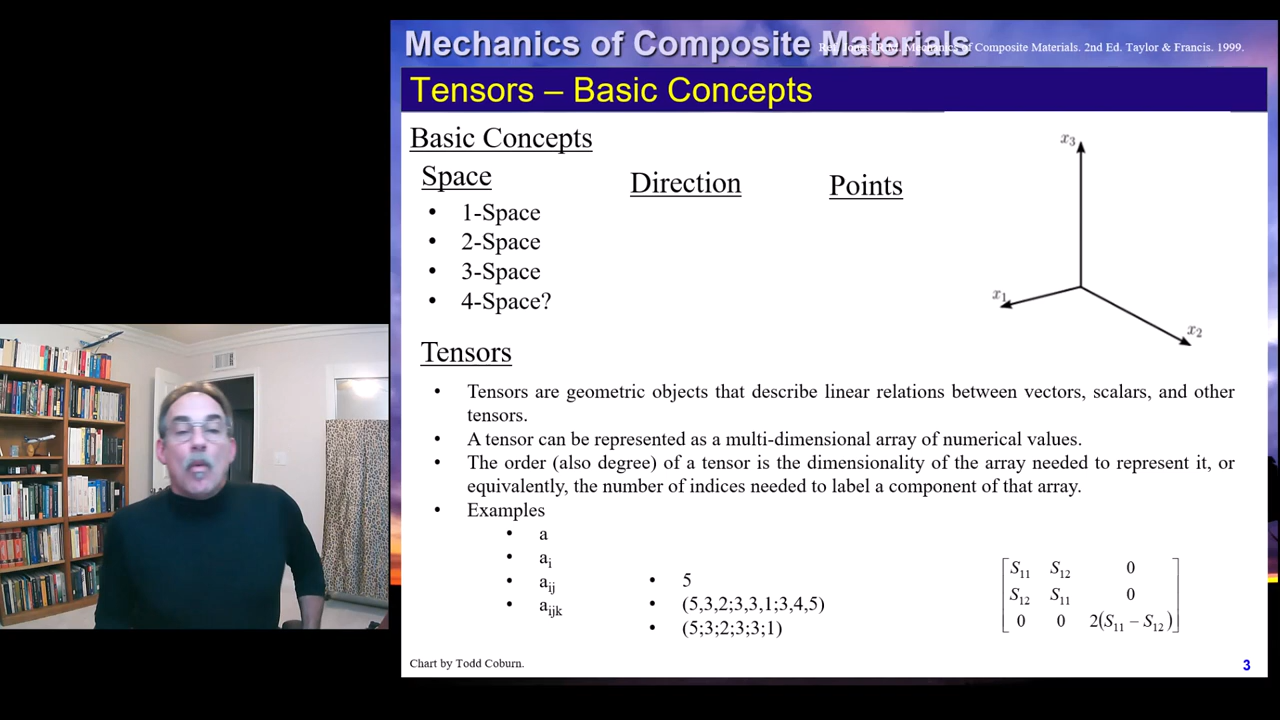 Mechanics of Composite Materials
of Composite Materials. 2nd Ed. Taylor & Francis. 1999.
Tensors – Basic Concepts
Basic Concepts
Space
• 1-Space
• 2-Space
• 3-Space
• 4-Space?
Direction
Points
x3
x1
x2
Tensors
• Tensors are geometric objects that describe linear relations between vectors, scalars, and other
tensors.
• A tensor can be represented as a multi-dimensional array of numerical values.
• The order (also degree) of a tensor is the dimensionality of the array needed to represent it, or
equivalently, the number of indices needed to label a component of that array.
• Examples
• a
• ai
• aij
• aijk
• 5
• (5,3,2;3,3,1;3,4,5)
• (5;3;2;3;3;1)
S11 S12 0
S12 S11 0
0 0 2(S11 – S12)
Chart by Todd Coburn.
3